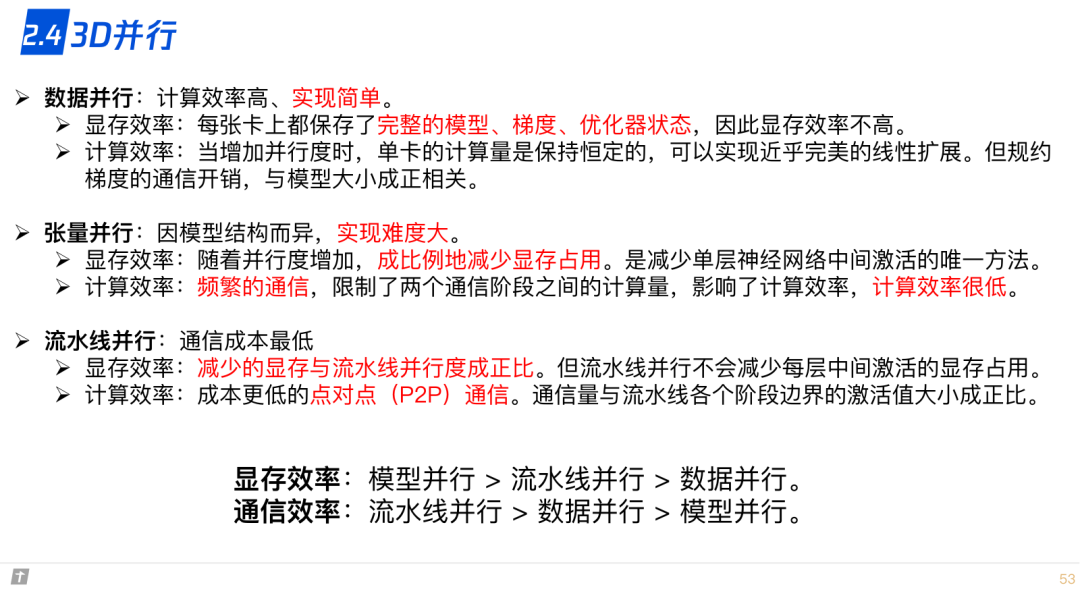 2.4 3D并行
➢ 数据并行：计算效率高、实现简单。
➢ 显存效率：每张卡上都保存了完整的模型、梯度、优化器状态，因此显存效率不高。
➢ 计算效率：当增加并行度时，单卡的计算量是保持恒定的，可以实现近乎完美的线性扩展。但规约
梯度的通信开销，与模型大小成正相关。
➢ 张量并行：因模型结构而异，实现难度大。
➢ 显存效率：随着并行度增加，成比例地减少显存占用。是减少单层神经网络中间激活的唯一方法。
➢ 计算效率：频繁的通信，限制了两个通信阶段之间的计算量，影响了计算效率，计算效率很低。
➢ 流水线并行：通信成本最低
➢ 显存效率：减少的显存与流水线并行度成正比。但流水线并行不会减少每层中间激活的显存占用。
➢ 计算效率：成本更低的点对点（P2P）通信。通信量与流水线各个阶段边界的激活值大小成正比。
显存效率：模型并行 > 流水线并行 > 数据并行。
通信效率：流水线并行 > 数据并行 > 模型并行。
53